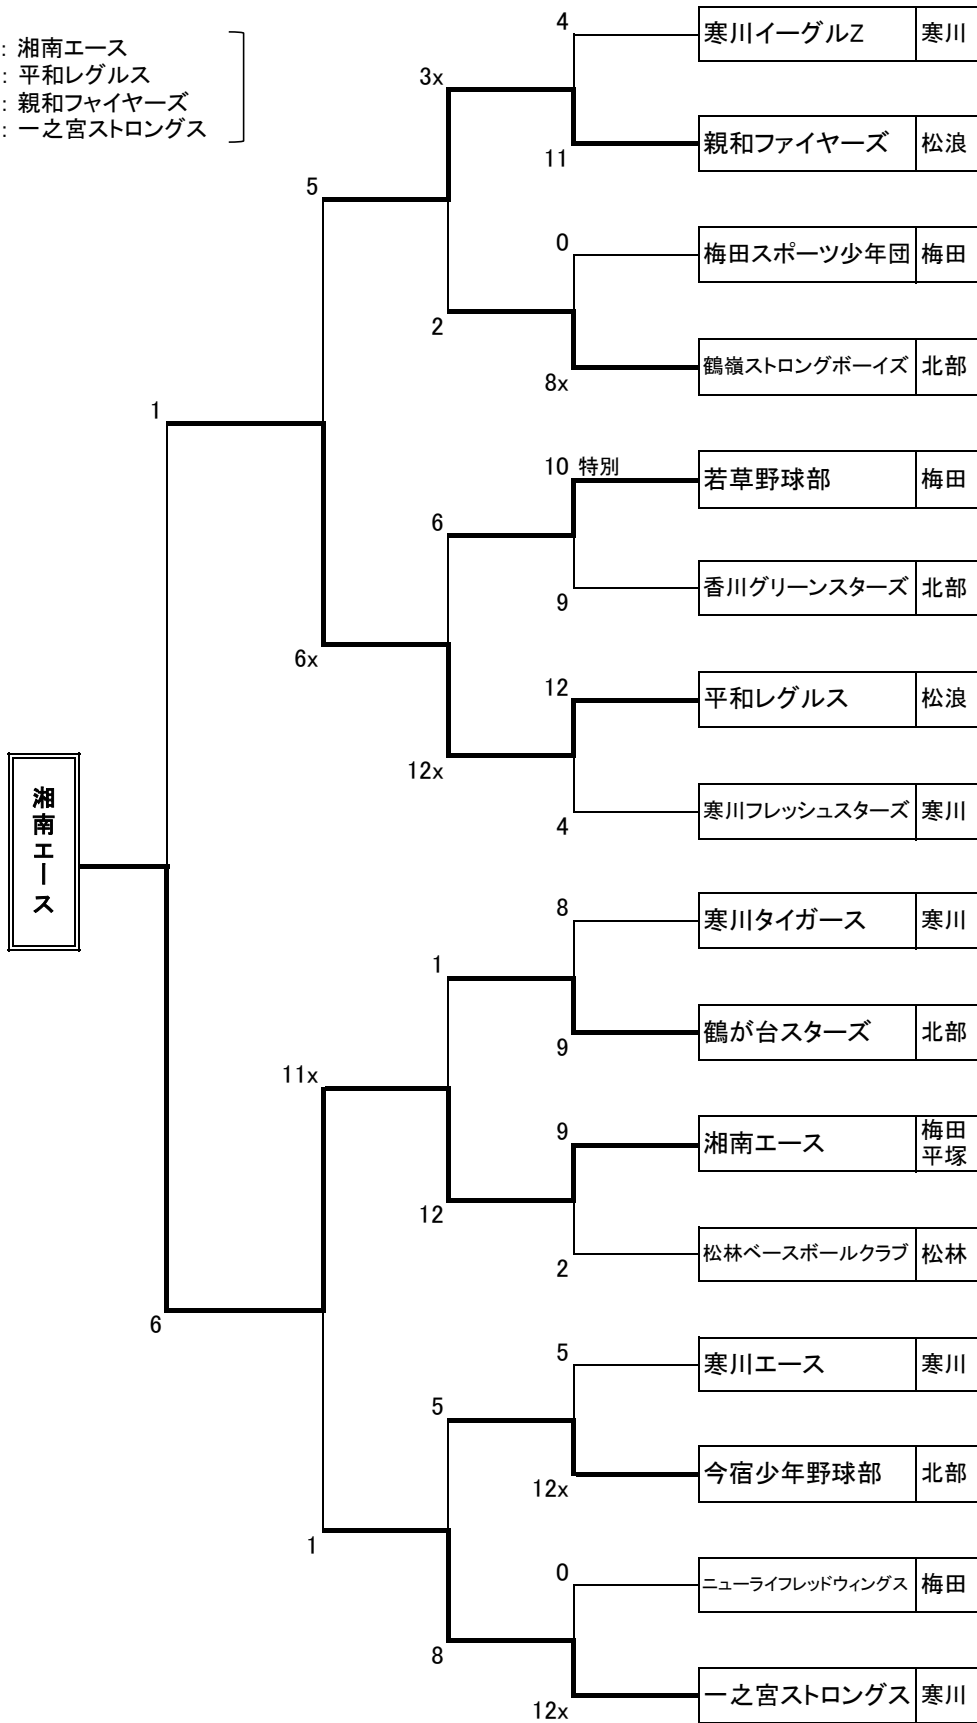 : 湘南エース
: 平和レグルス
: 親和ファイヤーズ
: 一之宮ストロングス
4
寒川イーグルZ 寒川
3x
11
親和ファイヤーズ 松浪
5
0
梅田スポーツ少年団 梅田
2
8x
鶴嶺ストロングボーイズ 北部
1
10 特別
若草野球部 梅田
6
9
香川グリーンスターズ 北部
6x
12
平和レグルス 松浪
12x
4
寒川フレッシュスターズ 寒川
湘南エース
8
寒川タイガース 寒川
1
9
鶴が台スターズ 北部
11x
9
湘南エース 梅田
平塚
12
2
松林ベースボールクラブ 松林
6
5
寒川エース 寒川
5
12x
今宿少年野球部 北部
1
0
ニューライフレッドウィングス 梅田
8
12x
一之宮ストロングス 寒川